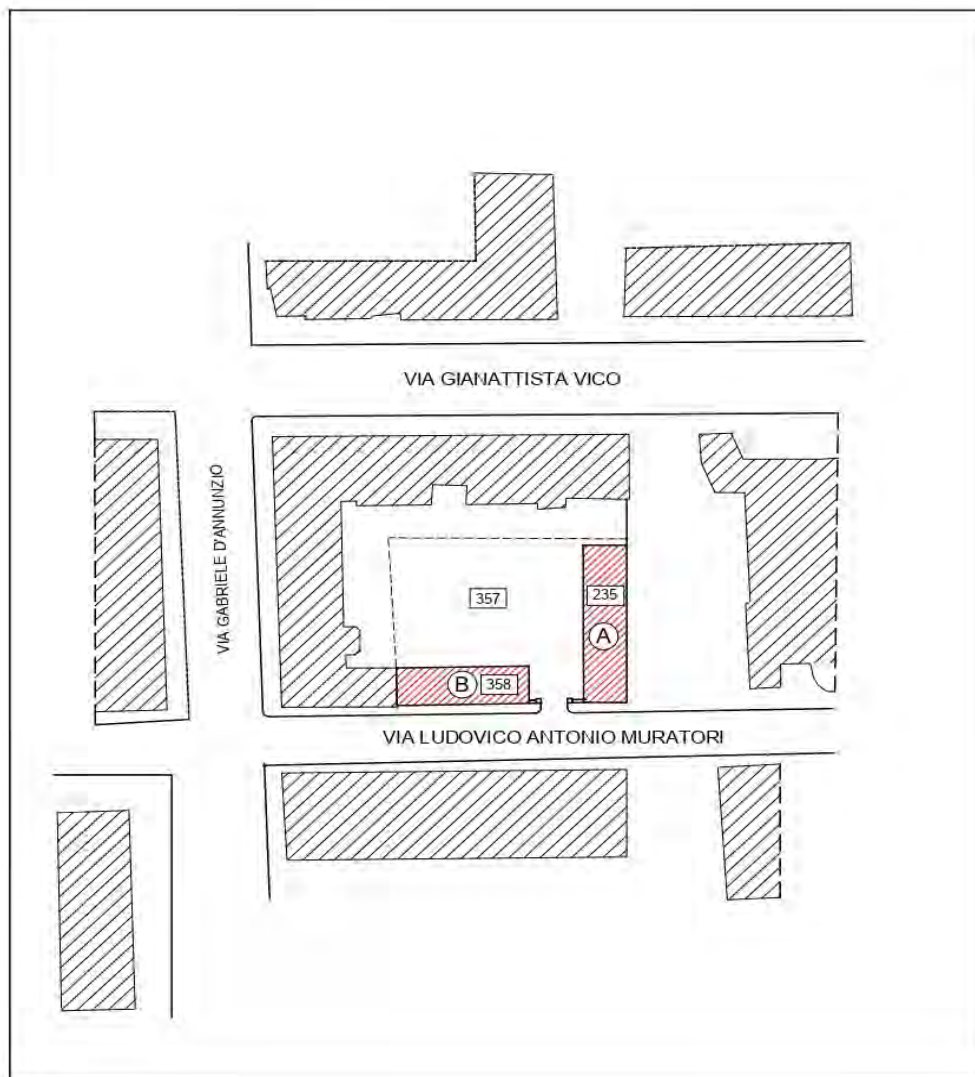 VIA GIANATTISTA VICO
VIA GABRIELE D'ANNUNZIO
357
235
A
B 358
VIA LUDOVICO ANTONIO MURATORI